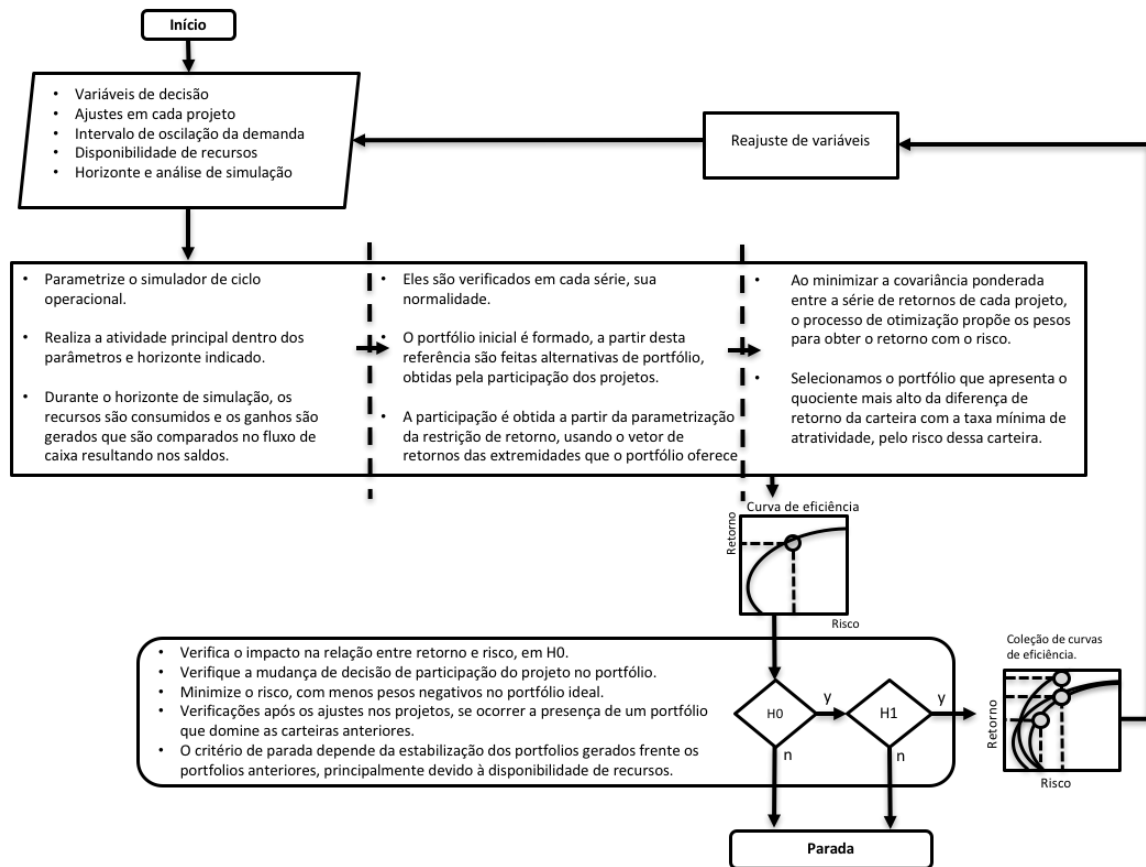 Início
• Variáveis de decisão
• Ajustes em cada projeto
• Intervalo de oscilação da demanda
• Disponibilidade de recursos
• Horizonte e análise de simulação
Reajuste de variáveis
• Parametrize o simulador de ciclo
operacional.
• Realiza a atividade principal dentro dos
parâmetros e horizonte indicado.
• Durante o horizonte de simulação, os
recursos são consumidos e os ganhos são
gerados que são comparados no fluxo de
caixa resultando nos saldos.
• Eles são verificados em cada série, sua
normalidade.
• O portfólio inicial é formado, a partir desta
referência são feitas alternativas de portfólio,
obtidas pela participação dos projetos.
• A participação é obtida a partir da parametrização
da restrição de retorno, usando o vetor de
retornos das extremidades que o portfólio oferece
• Ao minimizar a covariância ponderada
entre a série de retornos de cada projeto,
o processo de otimização propõe os pesos
para obter o retorno com o risco.
• Selecionamos o portfólio que apresenta o
quociente mais alto da diferença de
retorno da carteira com a taxa mínima de
atratividade, pelo risco dessa carteira.
Curva de eficiência
Retorno
Risco
• Verifica o impacto na relação entre retorno e risco, em H0.
• Verifique a mudança de decisão de participação do projeto no portfólio.
• Minimize o risco, com menos pesos negativos no portfólio ideal.
• Verificações após os ajustes nos projetos, se ocorrer a presença de um portfólio
que domine as carteiras anteriores.
• O critério de parada depende da estabilização dos portfolios gerados frente os
portfolios anteriores, principalmente devido à disponibilidade de recursos.
H0
y
n
H1
y
n
Coleção de curvas
de eficiência.
Retorno
Risco
Parada